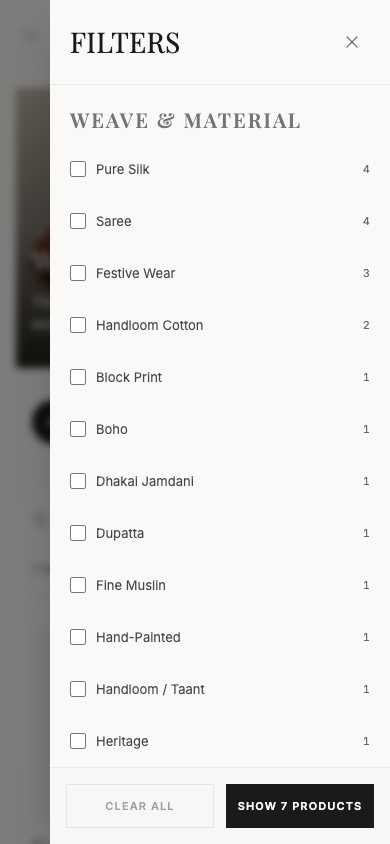 FILTERS
WEAVE & MATERIAL
Pure Silk 4
Saree 4
Festive Wear 3
Handloom Cotton 2
Block Print 1
Boho 1
Dhakai Jamdani 1
Dupatta 1
Fine Muslin 1
Hand-Painted 1
Handloom / Taant 1
Heritage 1
CLEAR ALL
SHOW 7 PRODUCTS